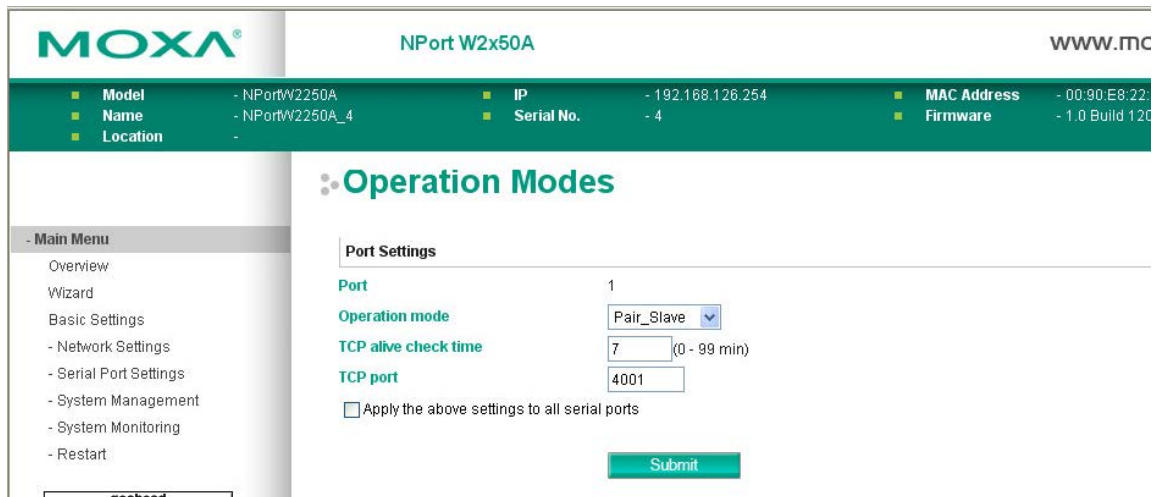 MOXA®
NPort W2x50A
www.mo
Model - NPortW2250A
Name - NPortW2250A_4
Location -
IP - 192.168.126.254
Serial No. - 4
MAC Address - 00:90:E8:22:
Firmware - 1.0 Build 120
Operation Modes
- Main Menu
Overview
Wizard
Basic Settings
- Network Settings
- Serial Port Settings
- System Management
- System Monitoring
- Restart
Port Settings
Port 1
Operation mode Pair_Slave
TCP alive check time 7 (0 - 99 min)
TCP port 4001
Apply the above settings to all serial ports
Submit